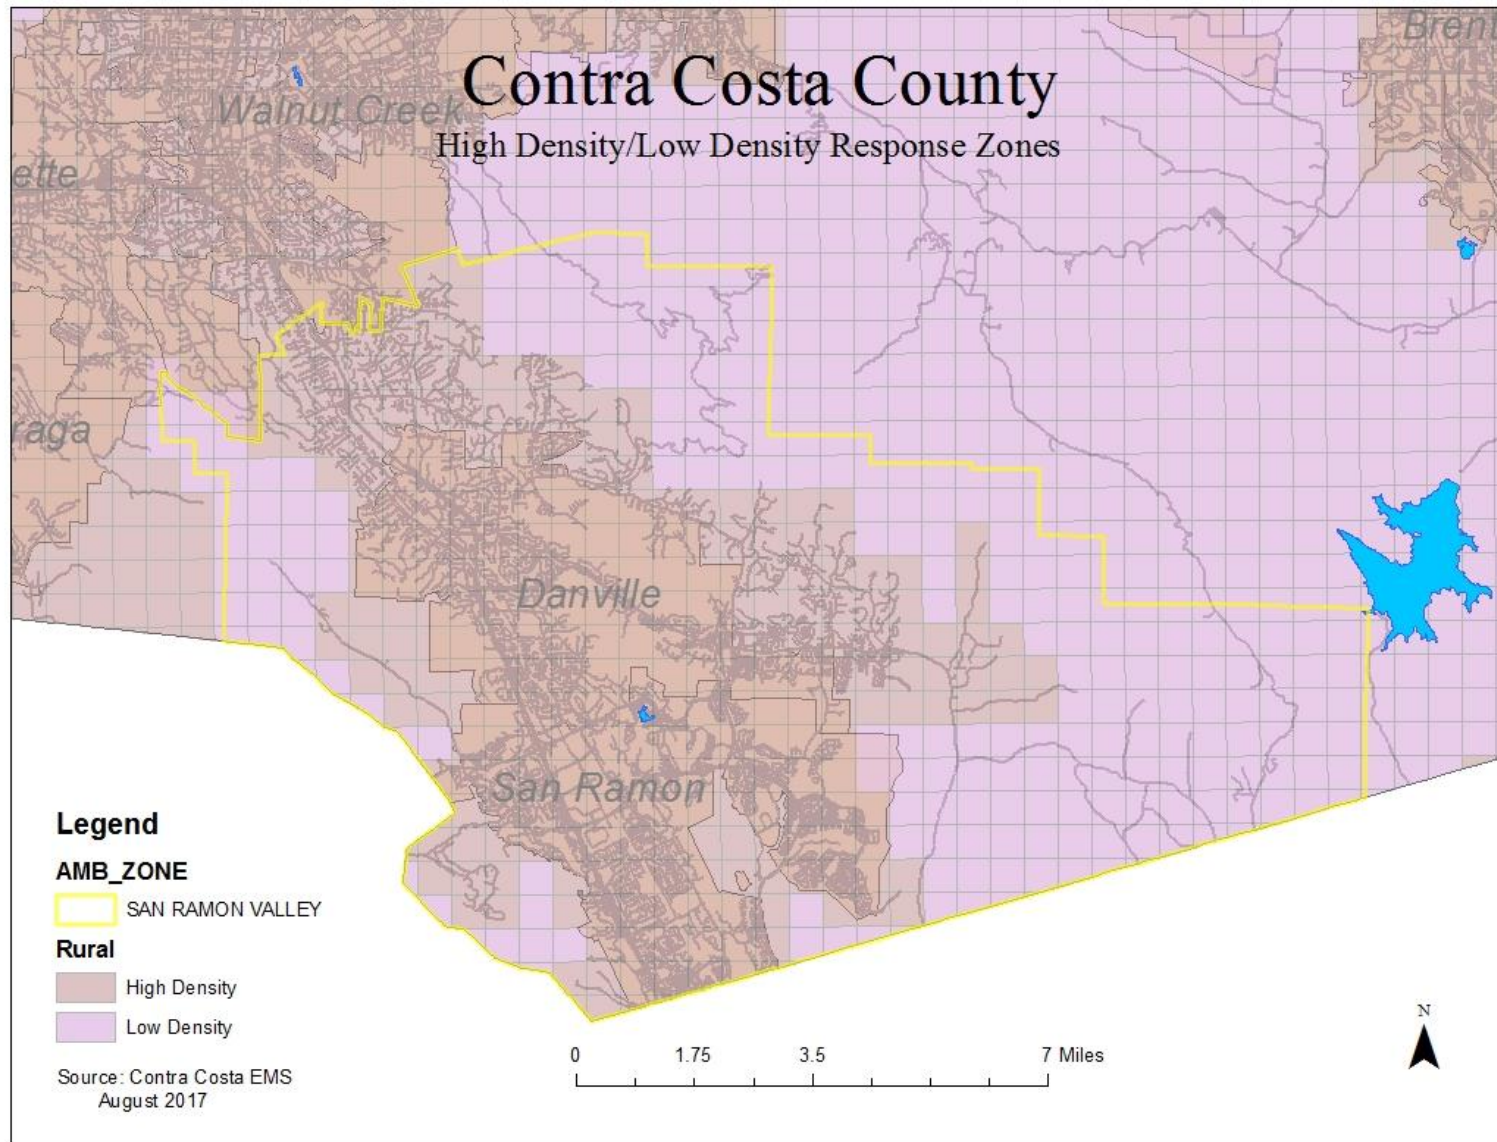 Contra Costa County
High Density/Low Density Response Zones
Brent
Walnut Creek
ette
raga
Danville
San Ramon
Legend
AMB_ZONE
SAN RAMON VALLEY
Rural
High Density
Low Density
Source: Contra Costa EMS
August 2017
0 1.75 3.5 7 Miles
N